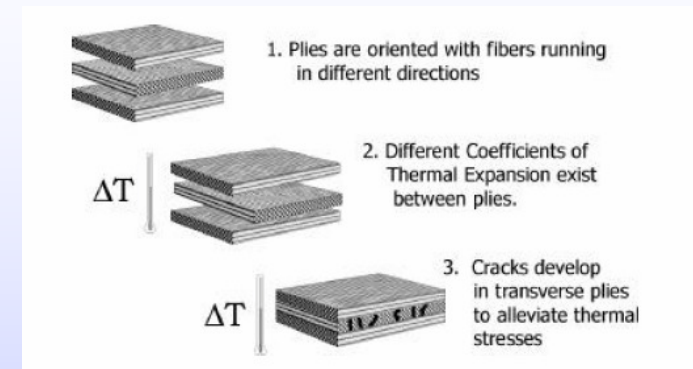 1. Plies are oriented with fibers running
in different directions
2. Different Coefficients of
Thermal Expansion exist
between plies.
ΔT
3. Cracks develop
in transverse plies
to alleviate thermal
stresses
ΔT